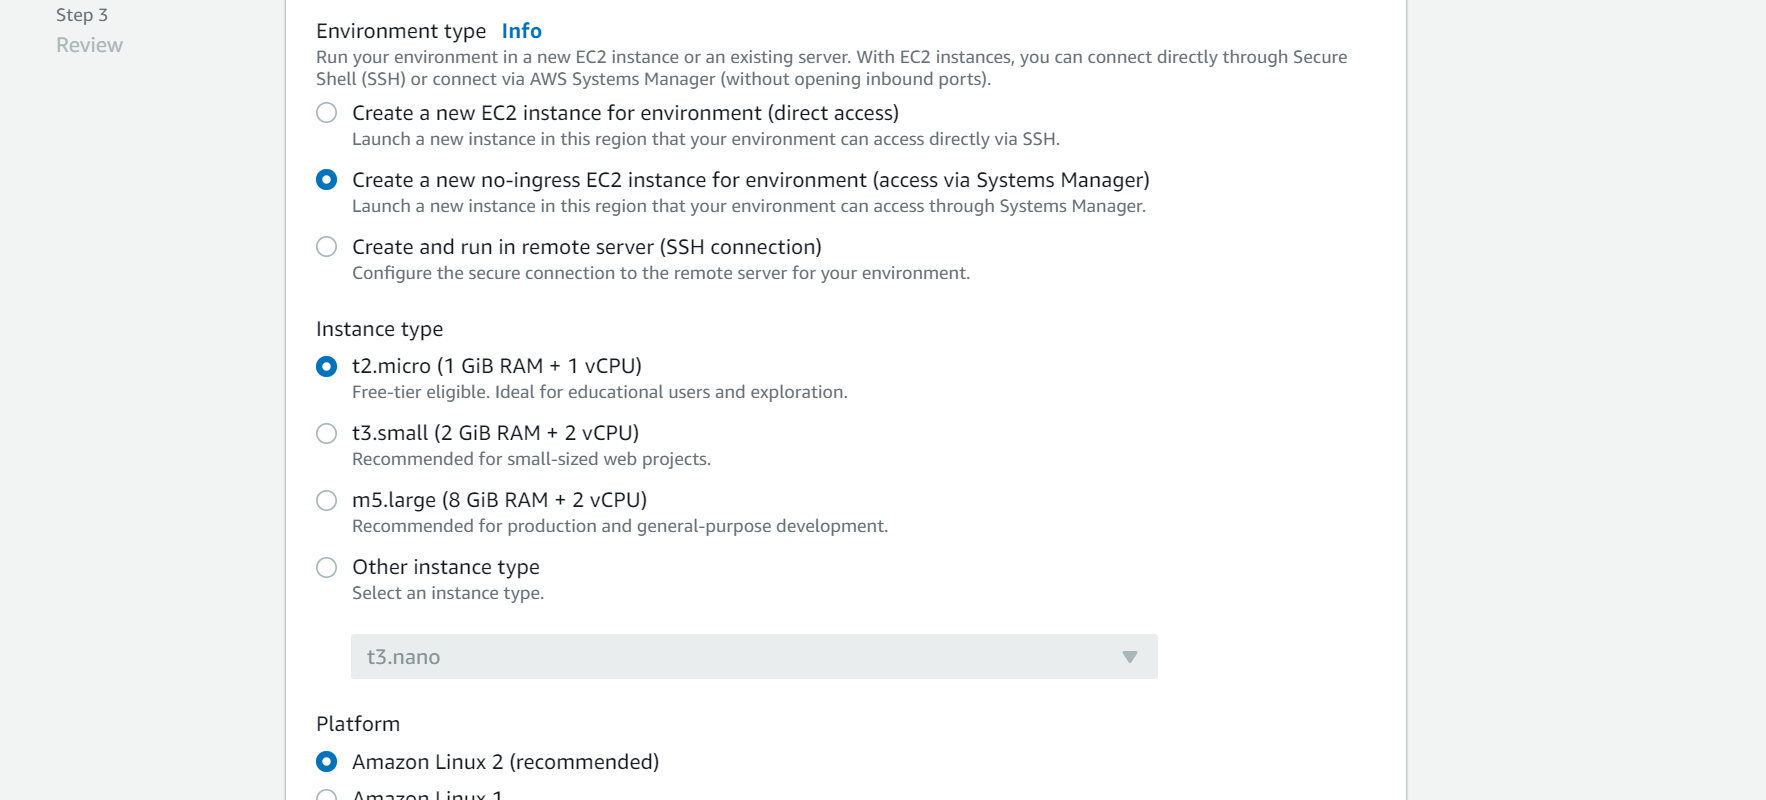 Step 3
Review
Environment type Info
Run your environment in a new EC2 instance or an existing server. With EC2 instances, you can connect directly through Secure
Shell (SSH) or connect via AWS Systems Manager (without opening inbound ports).
Create a new EC2 instance for environment (direct access)
Launch a new instance in this region that your environment can access directly via SSH.
Create a new no-ingress EC2 instance for environment (access via Systems Manager)
Launch a new instance in this region that your environment can access through Systems Manager.
Create and run in remote server (SSH connection)
Configure the secure connection to the remote server for your environment.
Instance type
t2.micro (1 GiB RAM + 1 vCPU)
Free-tier eligible. Ideal for educational users and exploration.
t3.small (2 GiB RAM + 2 vCPU)
Recommended for small-sized web projects.
m5.large (8 GiB RAM + 2 vCPU)
Recommended for production and general-purpose development.
Other instance type
Select an instance type.
t3.nano
Platform
Amazon Linux 2 (recommended)
Amazon Linux 1